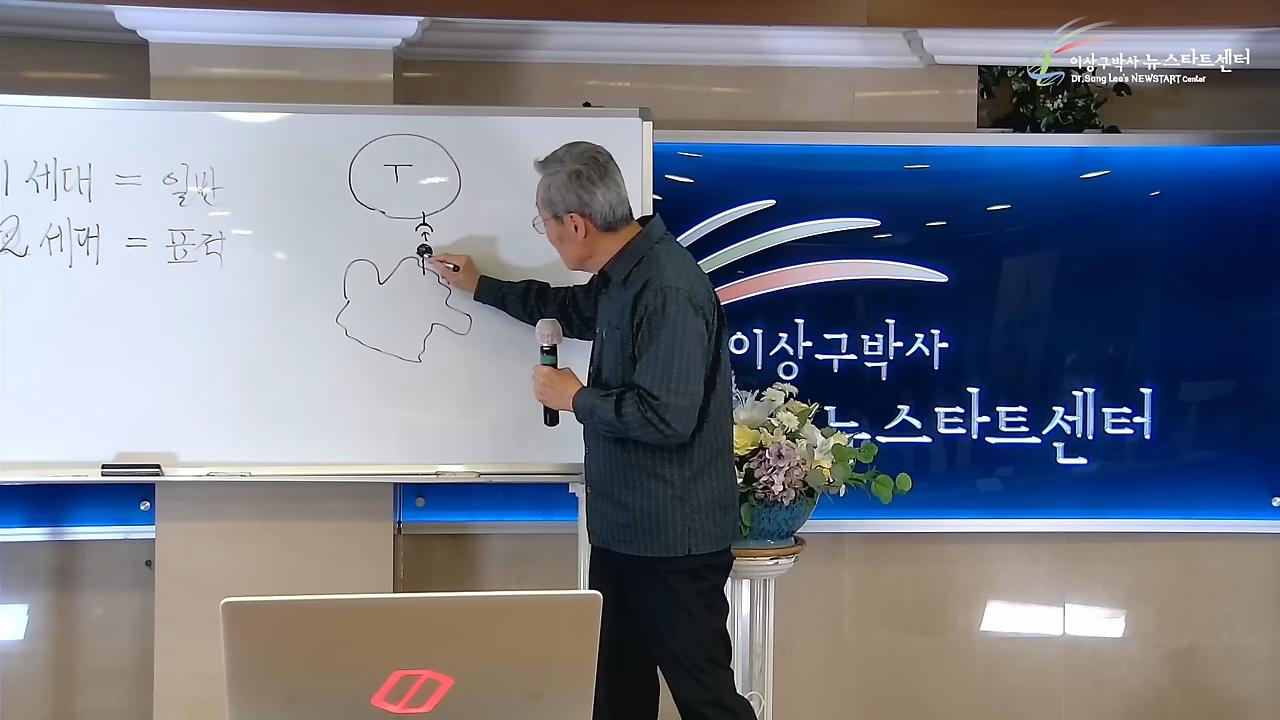 이상구박사 뉴스타트센터
Dr.Sang Lee's NEWSTART Center
1 세대 = 일반
2 세대 = 표적
T
이상구박사
뉴스타트센터